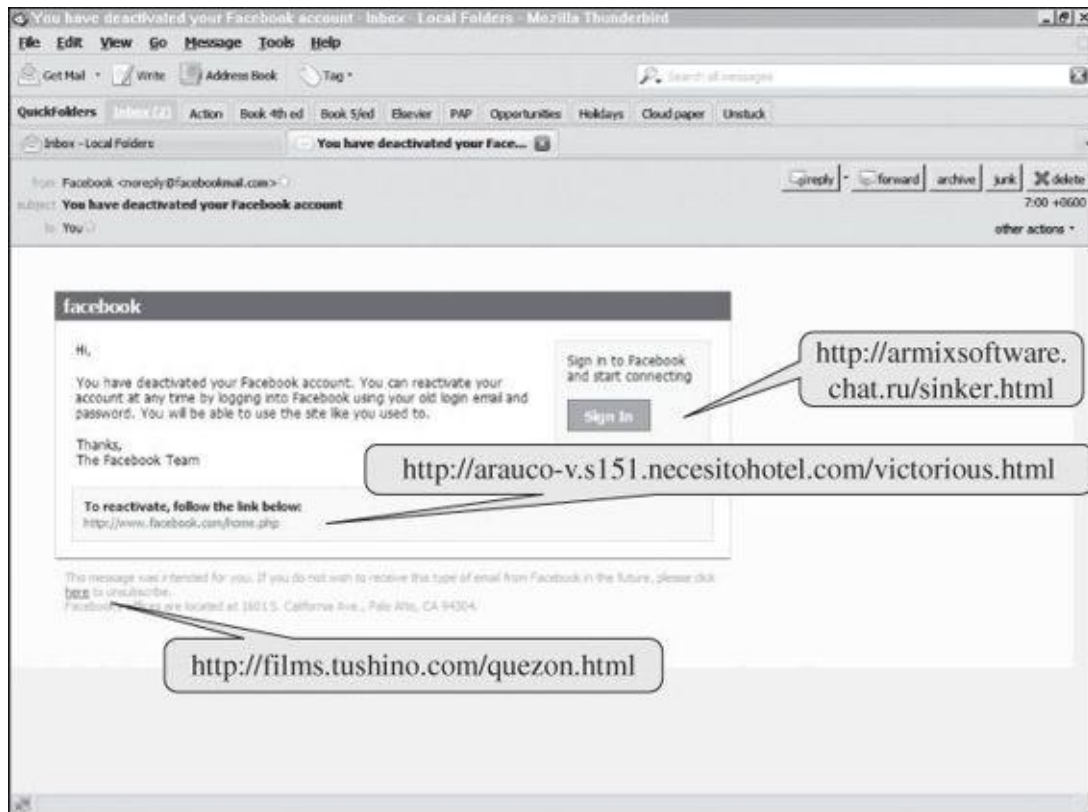 You have deactivated your Facebook account - Inbox - Local Folders - Mozilla Thunderbird
File Edit View Go Message Tools Help
Get Mail Write Address Book Tag Search all messages
QuickFolders Inbox (2) Action Book 4th ed Book 5/ed Elsevier PAP Opportunities Holidays Cloud paper Unstuck
Inbox - Local Folders You have deactivated your Face...
from Facebook <noreply@facebookmail.com> reply forward archive junk delete
subject You have deactivated your Facebook account 7:00 +0600
to You other actions
facebook
Hi,
You have deactivated your Facebook account. You can reactivate your
account at any time by logging into Facebook using your old login email and
password. You will be able to use the site like you used to.
Thanks,
The Facebook Team
Sign in to Facebook
and start connecting
Sign In
http://armixsoftware.
chat.ru/sinker.html
http://arauco-v.s151.necesitohotel.com/victorious.html
To reactivate, follow the link below:
http://www.facebook.com/home.php
This message was intended for you. If you do not wish to receive this type of email from Facebook in the future, please click
here to unsubscribe.
Facebook's offices are located at 1601 S. California Ave., Palo Alto, CA 94304.
http://films.tushino.com/quezon.html